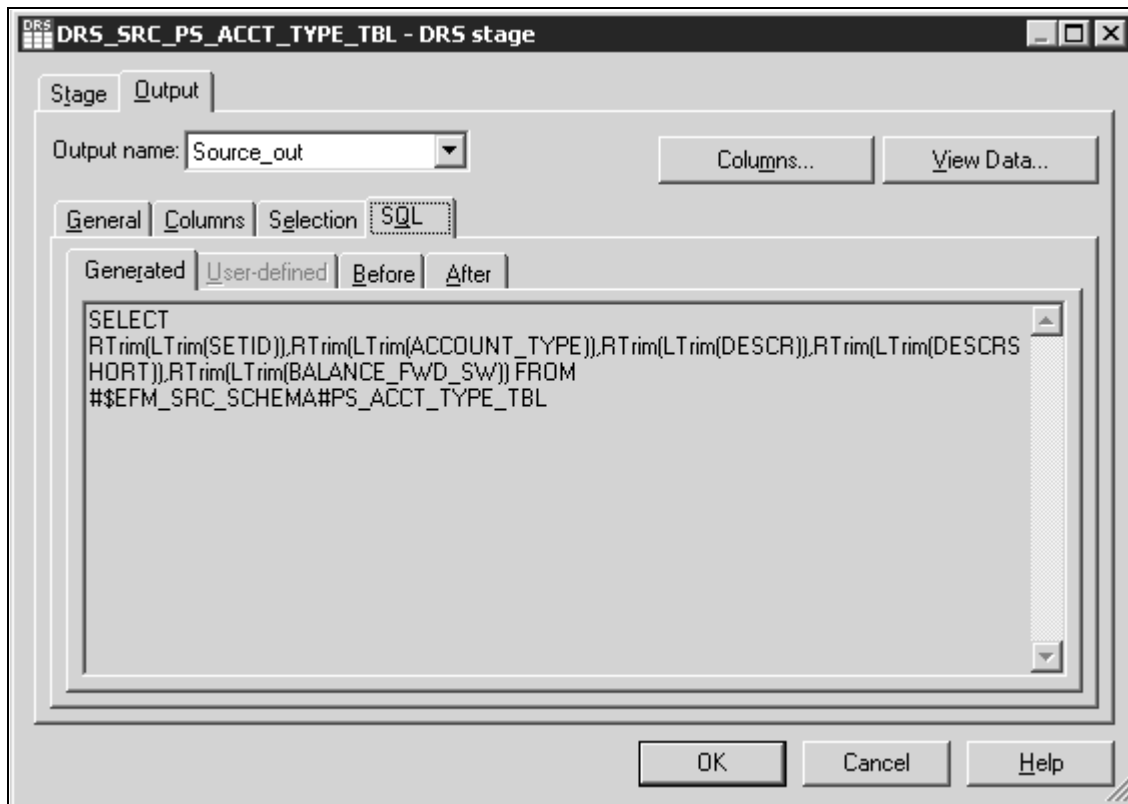 DRS
DRS_SRC_PS_ACCT_TYPE_TBL - DRS stage
Stage Output
Output name: Source_out
Columns... View Data...
General Columns Selection SQL
Generated User-defined Before After
SELECT
RTrim(LTrim(SETID)),RTrim(LTrim(ACCOUNT_TYPE)),RTrim(LTrim(DESCR)),RTrim(LTrim(DESCRS
HORT)),RTrim(LTrim(BALANCE_FWD_SW)) FROM
#$EFM_SRC_SCHEMA#PS_ACCT_TYPE_TBL
OK Cancel Help